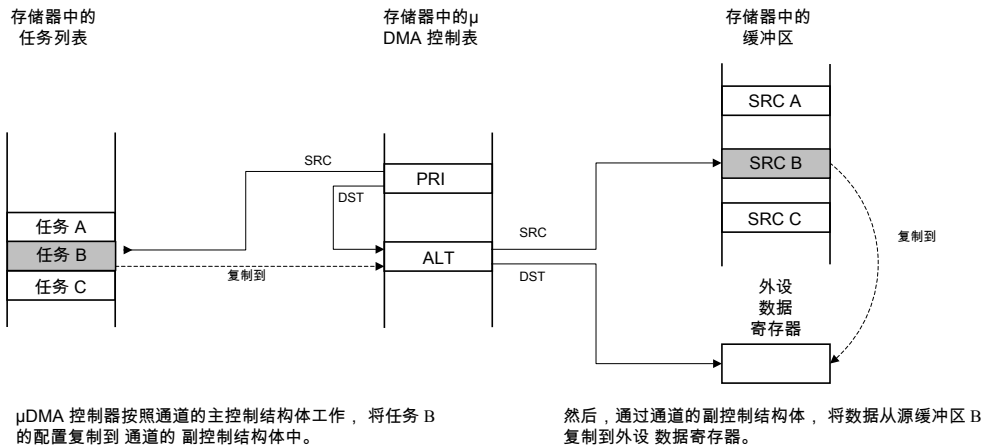 存储器中的
任务列表
存储器中的μ
DMA 控制表
存储器中的
缓冲区
SRC A
SRC
PRI
SRC B
DST
任务 A
SRC C
SRC
复制到
任务 B
ALT
复制到
DST
任务 C
外设
数据
寄存器
μDMA 控制器按照通道的主控制结构体工作 ， 将任务 B
的配置复制到 通道的 副控制结构体中。
然后 ，通过通道的副控制结构体 ， 将数据从源缓冲区 B
复制到外设 数据寄存器。